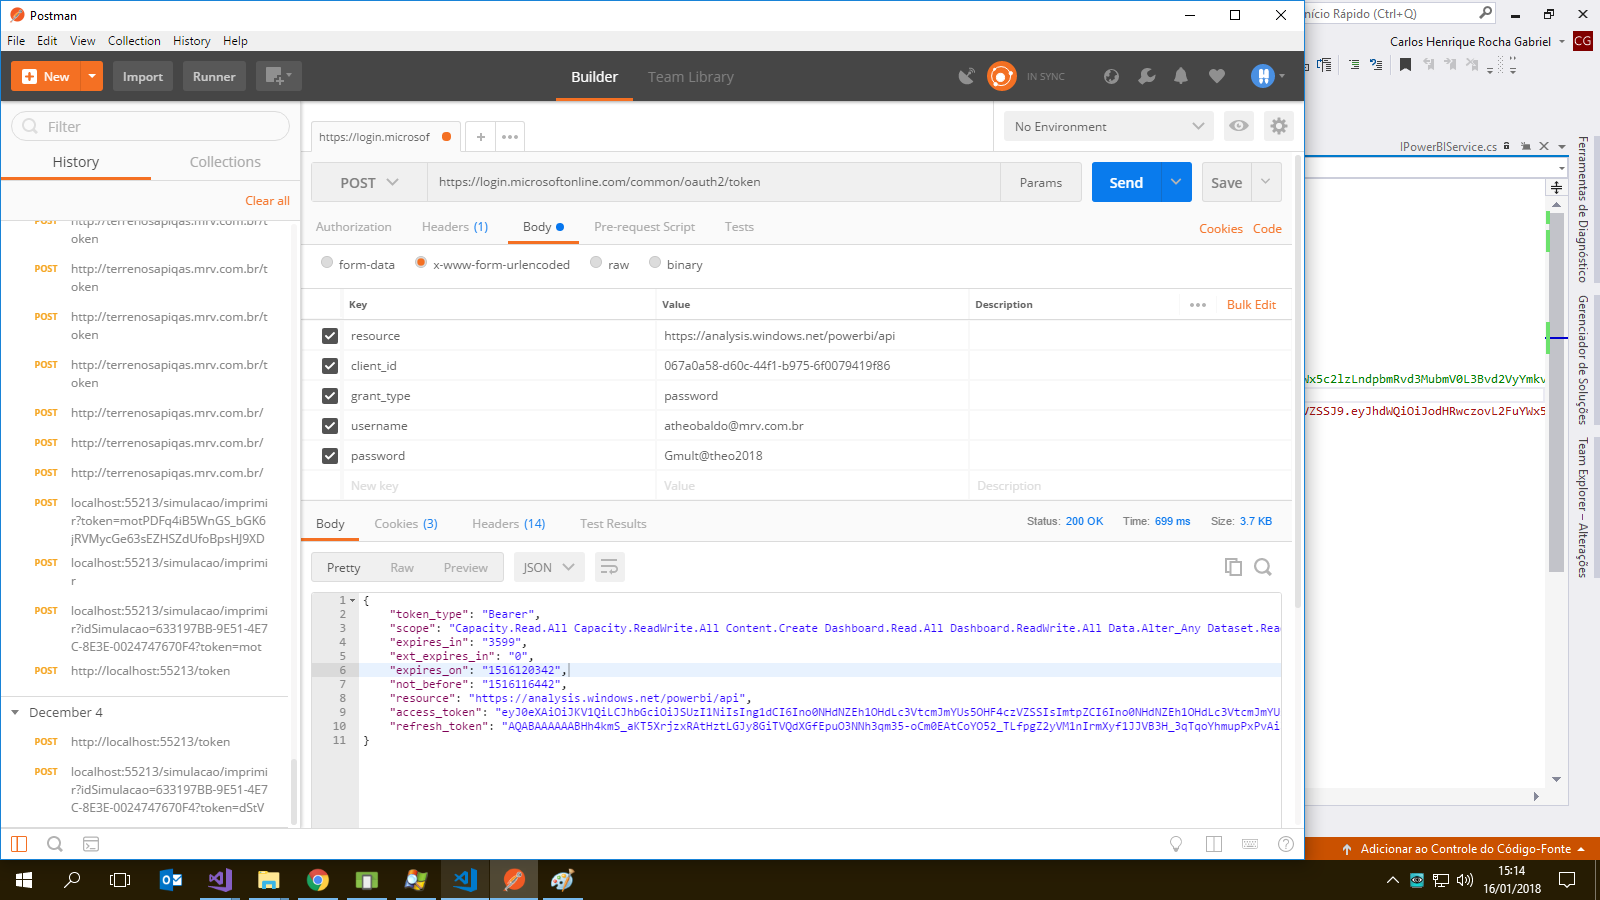 Postman
File Edit View Collection History Help
New Import Runner Builder Team Library IN SYNC
Filter
History Collections
Clear all
http://terrenosapiqas.mrv.com.br/t
oken
POST http://terrenosapiqas.mrv.com.br/t
oken
POST http://terrenosapiqas.mrv.com.br/t
oken
POST http://terrenosapiqas.mrv.com.br/t
oken
POST http://terrenosapiqas.mrv.com.br/
POST http://terrenosapiqas.mrv.com.br/
POST http://terrenosapiqas.mrv.com.br/
POST localhost:55213/simulacao/imprimi
r?token=motPDFq4iB5WnGS_bGK6
jRVMycGe63sEZHSZdUfoBpsHJ9XD
POST localhost:55213/simulacao/imprimi
r
POST localhost:55213/simulacao/imprimi
r?idSimulacao=633197BB-9E51-4E7
C-8E3E-0024747670F4?token=mot
POST http://localhost:55213/token
December 4
POST http://localhost:55213/token
POST localhost:55213/simulacao/imprimi
r?idSimulacao=633197BB-9E51-4E7
C-8E3E-0024747670F4?token=dStV
https://login.microsof
No Environment
POST https://login.microsoftonline.com/common/oauth2/token Params Send Save
Authorization Headers (1) Body Pre-request Script Tests Cookies Code
form-data x-www-form-urlencoded raw binary
Key Value Description Bulk Edit
resource https://analysis.windows.net/powerbi/api
client_id 067a0a58-d60c-44f1-b975-6f0079419f86
grant_type password
username atheobaldo@mrv.com.br
password Gmult@theo2018
New key Value Description
Body Cookies (3) Headers (14) Test Results Status: 200 OK Time: 699 ms Size: 3.7 KB
Pretty Raw Preview JSON
1 {
2 "token_type": "Bearer",
3 "scope": "Capacity.Read.All Capacity.ReadWrite.All Content.Create Dashboard.Read.All Dashboard.ReadWrite.All Data.Alter_Any Dataset.Rea
4 "expires_in": "3599",
5 "ext_expires_in": "0",
6 "expires_on": "1516120342",
7 "not_before": "1516116442",
8 "resource": "https://analysis.windows.net/powerbi/api",
9 "access_token":
10 "refresh_token":
11 }
nício Rápido (Ctrl+Q)
Carlos Henrique Rocha Gabriel CG
IPowerBIService.cs
Ferramentas de Diagnóstico
Gerenciador de Soluções
Team Explorer – Alterações
Adicionar ao Controle do Código-Fonte
15:14
16/01/2018